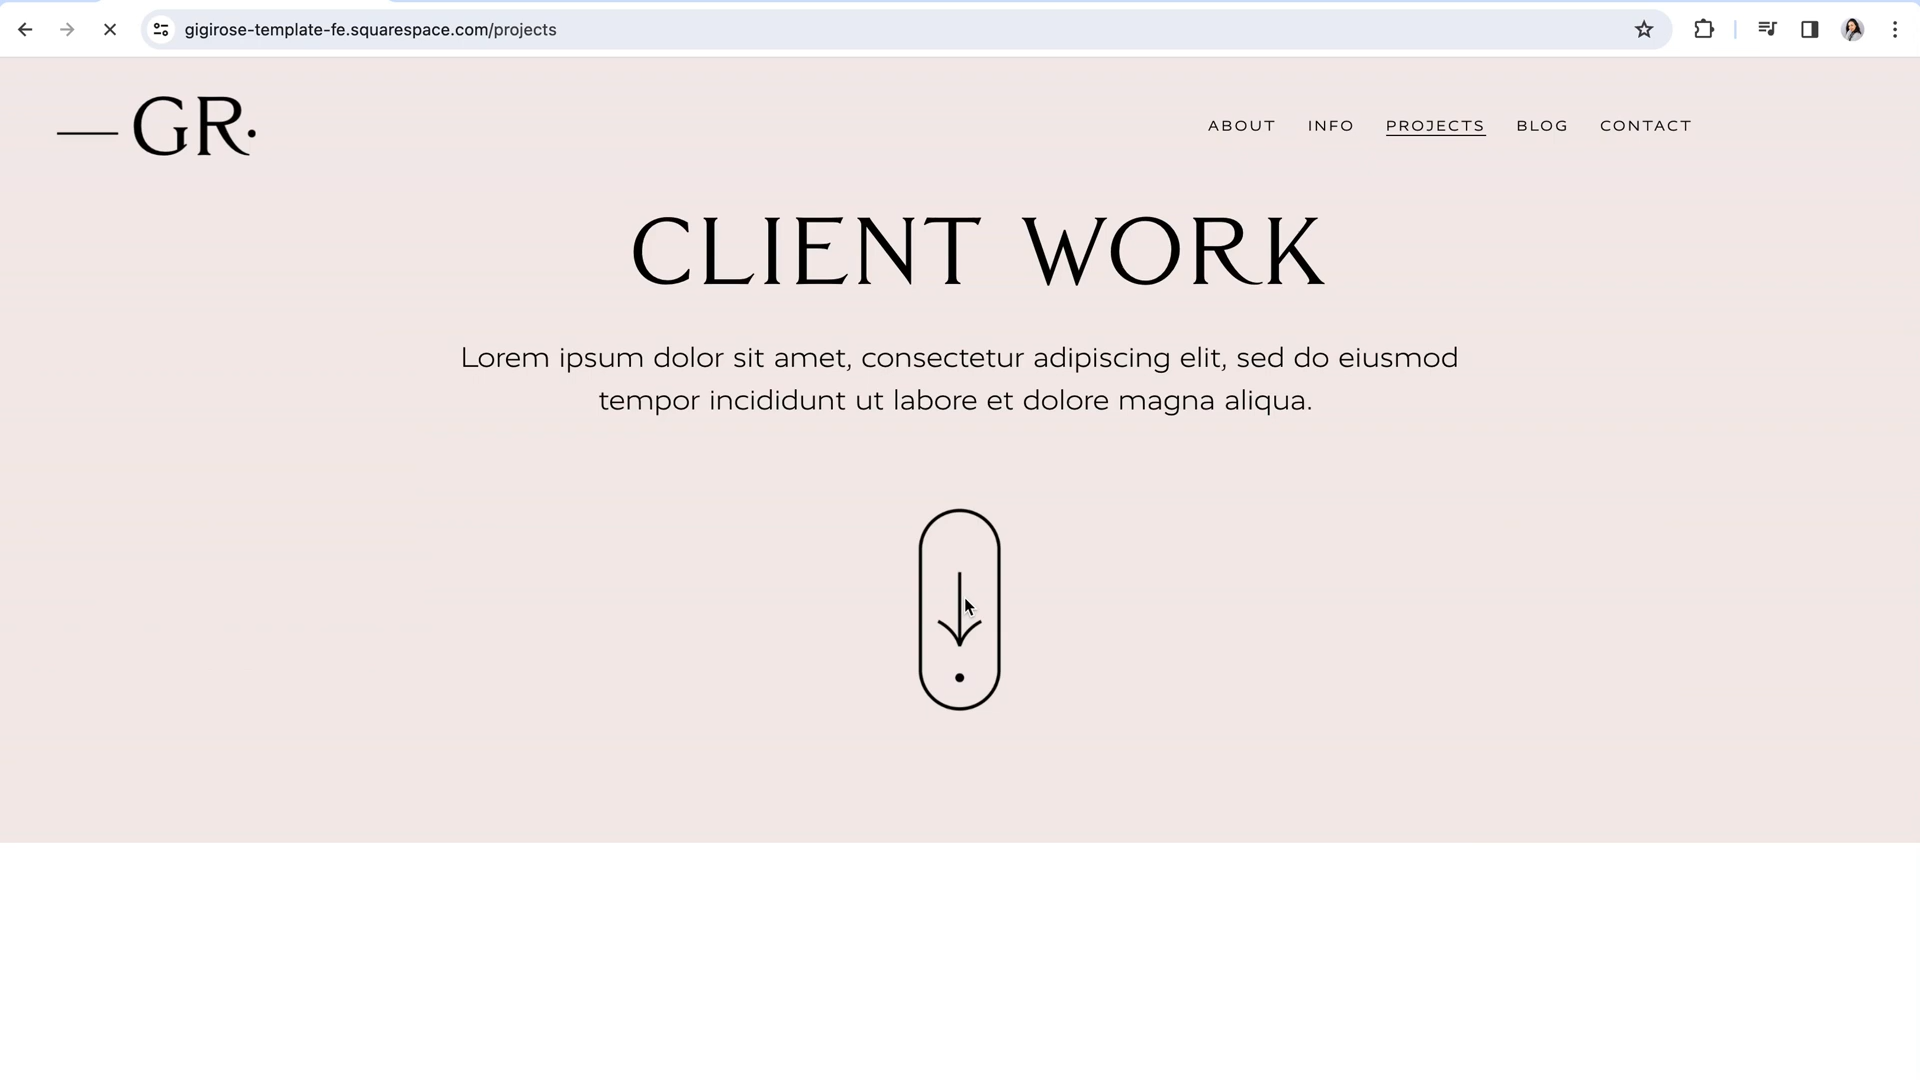 gigirose-template-fe.squarespace.com/projects
GR.
ABOUT INFO PROJECTS BLOG CONTACT
CLIENT WORK
Lorem ipsum dolor sit amet, consectetur adipiscing elit, sed do eiusmod
tempor incididunt ut labore et dolore magna aliqua.